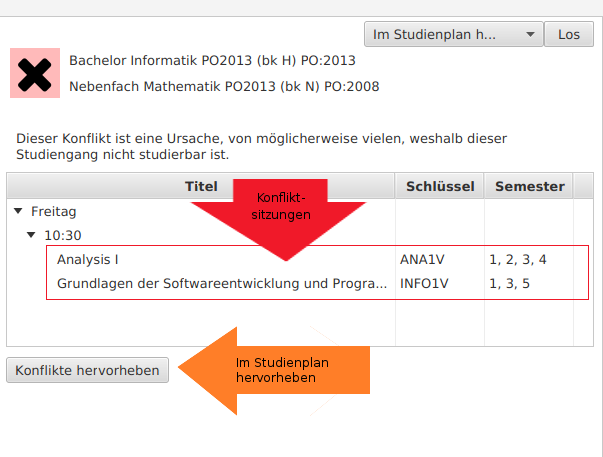 Im Studienplan h... Los
Bachelor Informatik PO2013 (bk H) PO:2013
Nebenfach Mathematik PO2013 (bk N) PO:2008
Dieser Konflikt ist eine Ursache, von möglicherweise vielen, weshalb dieser
Studiengang nicht studierbar ist.
Titel Schlüssel Semester
Konflikt-
sitzungen
Freitag
10:30
Analysis I ANA1V 1, 2, 3, 4
Grundlagen der Softwareentwicklung und Progra... INFO1V 1, 3, 5
Konflikte hervorheben
Im Studienplan
hervorheben